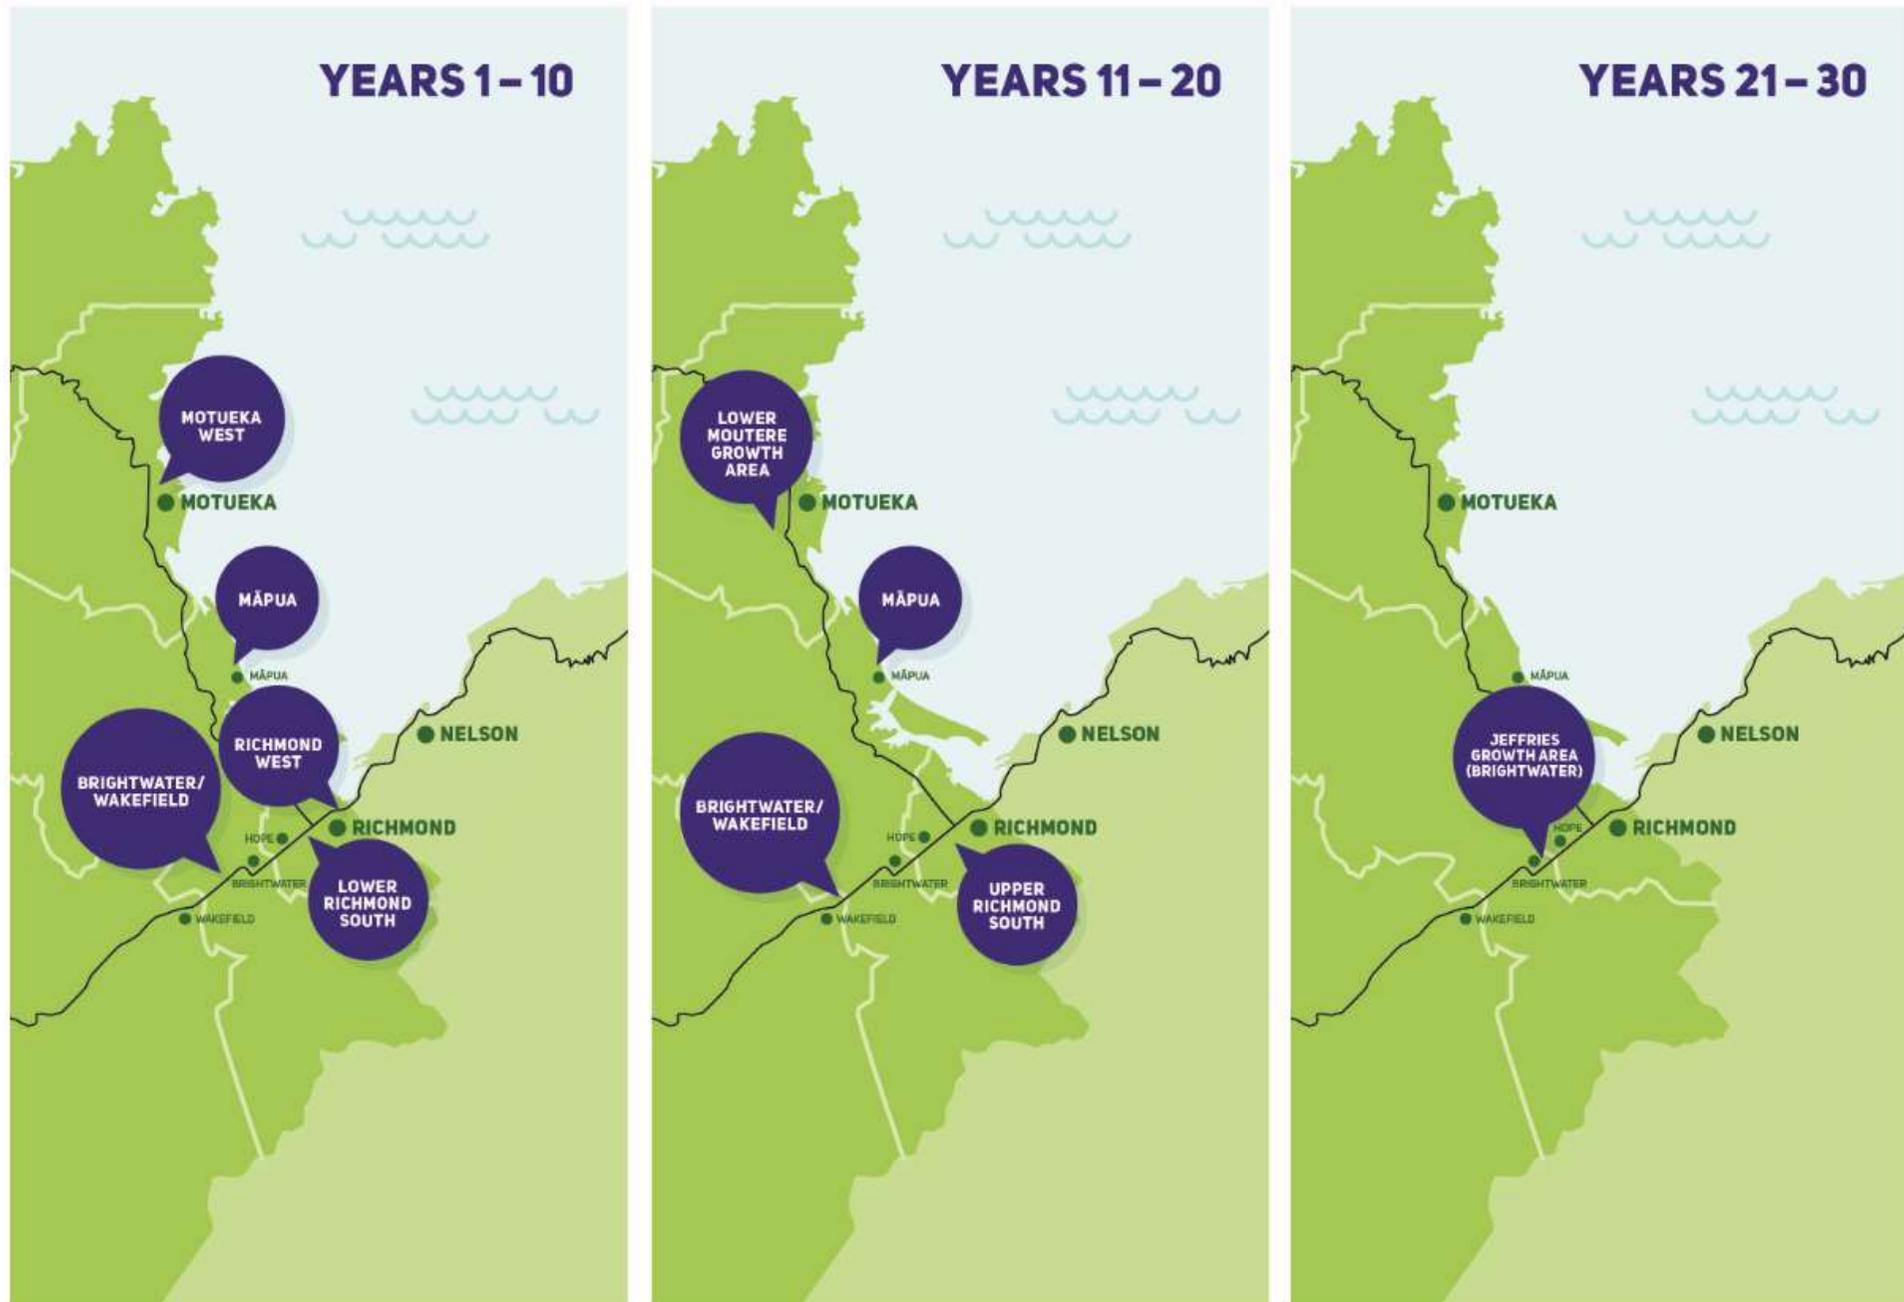 YEARS 1 – 10
MOTUEKA
WEST
MOTUEKA
MĀPUA
MĀPUA
RICHMOND
WEST
NELSON
BRIGHTWATER/
WAKEFIELD
RICHMOND
HOPE
BRIGHTWATER
LOWER
RICHMOND
SOUTH
WAKEFIELD
YEARS 11 – 20
LOWER
MOUTERE
GROWTH
AREA
MOTUEKA
MĀPUA
MĀPUA
NELSON
BRIGHTWATER/
WAKEFIELD
RICHMOND
HOPE
BRIGHTWATER
UPPER
RICHMOND
SOUTH
WAKEFIELD
YEARS 21 – 30
MOTUEKA
MĀPUA
NELSON
JEFFRIES
GROWTH AREA
(BRIGHTWATER)
RICHMOND
HOPE
BRIGHTWATER
WAKEFIELD